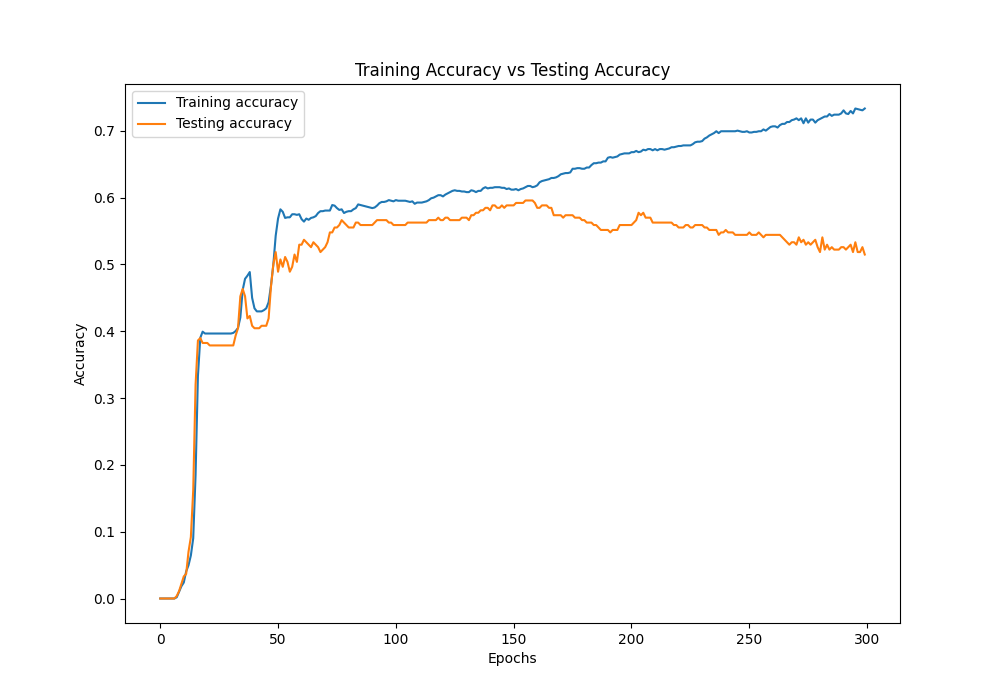 Training Accuracy vs Testing Accuracy
Training accuracy
Testing accuracy
0.7
0.6
0.5
0.4
0.3
0.2
0.1
0.0
Accuracy
0 50 100 150 200 250 300
Epochs